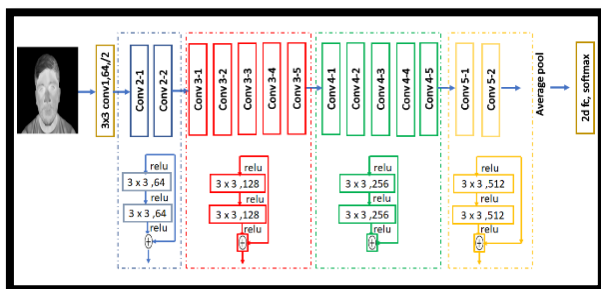 3x3 conv1,64,/2
Conv 2-1
Conv 2-2
Conv 3-1
Conv 3-2
Conv 3-3
Conv 3-4
Conv 3-5
Conv 4-1
Conv 4-2
Conv 4-3
Conv 4-4
Conv 4-5
Conv 5-1
Conv 5-2
Average pool
2d fc, softmax
relu
3 x 3 ,64
relu
3 x 3 ,64
relu
+
relu
3 x 3 ,128
relu
3 x 3 ,128
relu
+
relu
3 x 3 ,256
relu
3 x 3 ,256
relu
+
relu
3 x 3 ,512
relu
3 x 3 ,512
relu
+